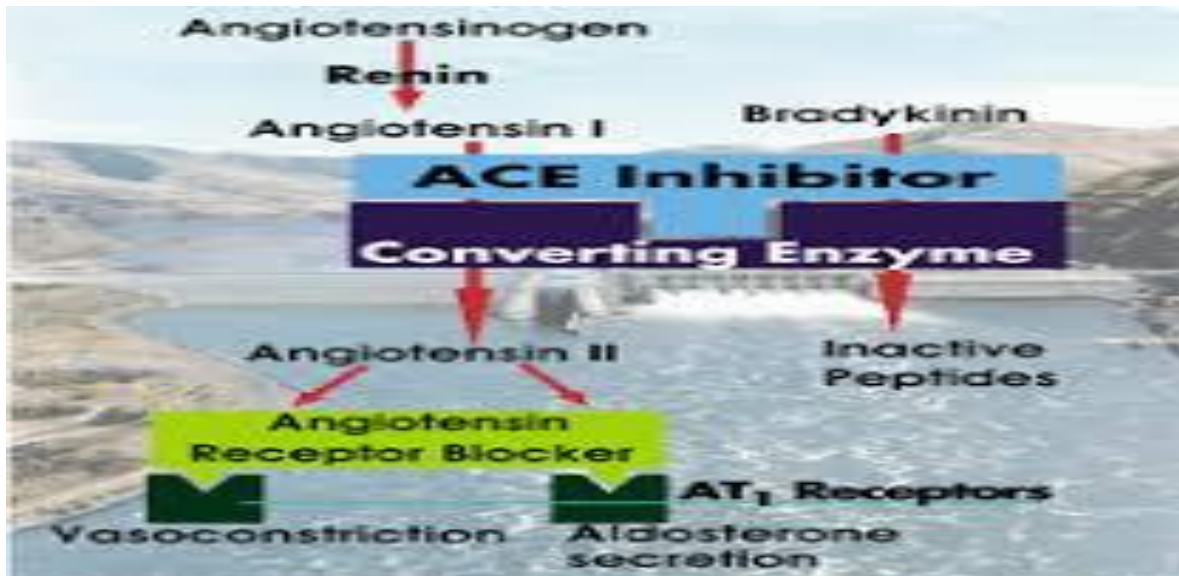 Angiotensinogen
Renin
Angiotensin I
Bradykinin
ACE Inhibitor
Converting Enzyme
Angiotensin II
Inactive
Peptides
Angiotensin
Receptor Blocker
AT₁ Receptors
Vasoconstriction
Aldosterone
secretion